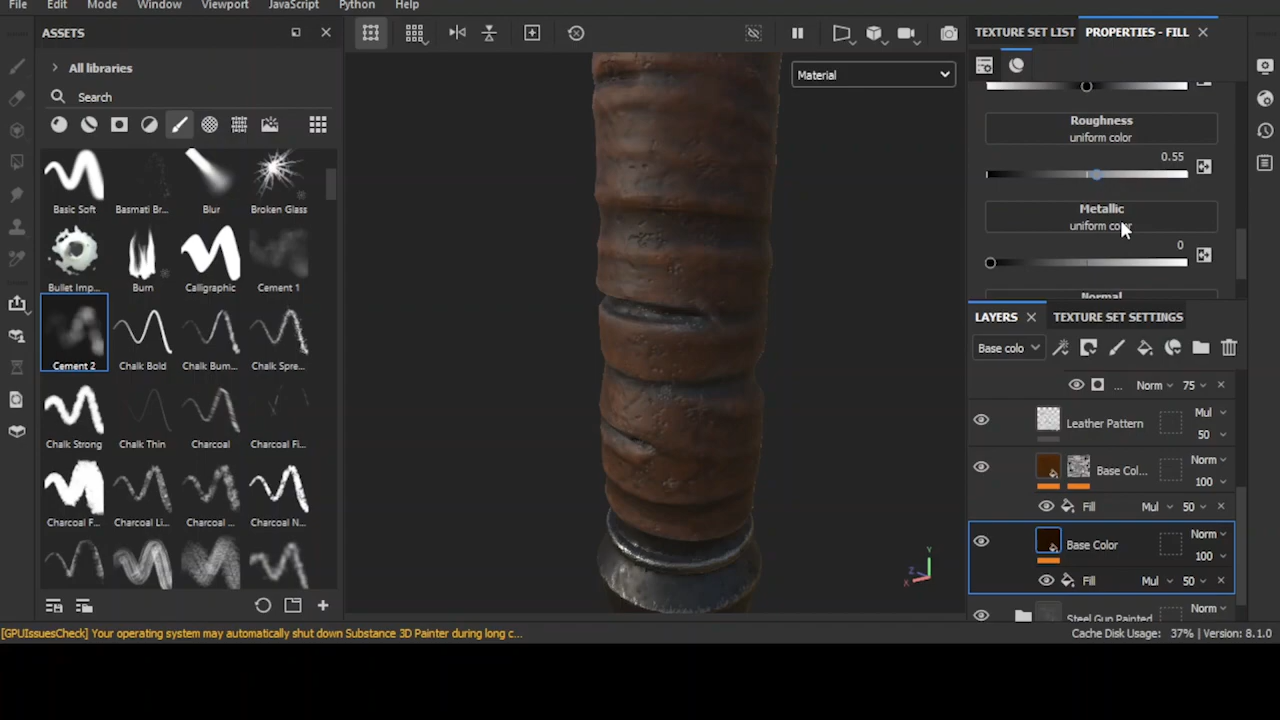 File Edit Mode Window Viewport JavaScript Python Help
ASSETS
All libraries
Search
Basic Soft
Basmati Br...
Blur
Broken Glass
Bullet Imp...
Burn
Calligraphic
Cement 1
Cement 2
Chalk Bold
Chalk Bum...
Chalk Spre...
Chalk Strong
Chalk Thin
Charcoal
Charcoal Fi...
Charcoal F...
Charcoal Li...
Charcoal ...
Charcoal N...
Material
Y
Z
X
TEXTURE SET LIST PROPERTIES - FILL
Roughness
uniform color
0.55
Metallic
uniform color
0
Normal
LAYERS TEXTURE SET SETTINGS
Base colo
... Norm 75
Leather Pattern Mul
50
Base Col... Norm
100
Fill Mul 50
Base Color Norm
100
Fill Mul 50
Steel Gun Painted Norm
[GPUIssuesCheck] Your operating system may automatically shut down Substance 3D Painter during long c...
Cache Disk Usage: 37% | Version: 8.1.0